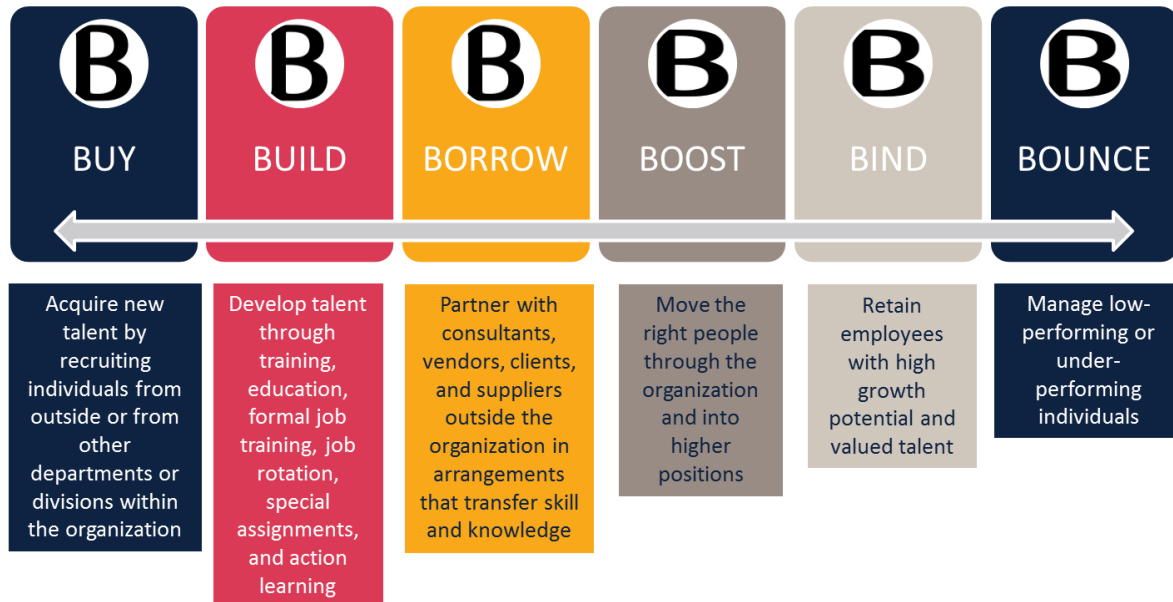 B
BUY
B
BUILD
B
BORROW
B
BOOST
B
BIND
B
BOUNCE
Acquire new
talent by
recruiting
individuals from
outside or from
other
departments or
divisions within
the organization
Develop talent
through
training,
education,
formal job
training, job
rotation,
special
assignments,
and action
learning
Partner with
consultants,
vendors, clients,
and suppliers
outside the
organization in
arrangements
that transfer skill
and knowledge
Move the
right people
through the
organization
and into
higher
positions
Retain
employees
with high
growth
potential and
valued talent
Manage low-
performing or
under-
performing
individuals